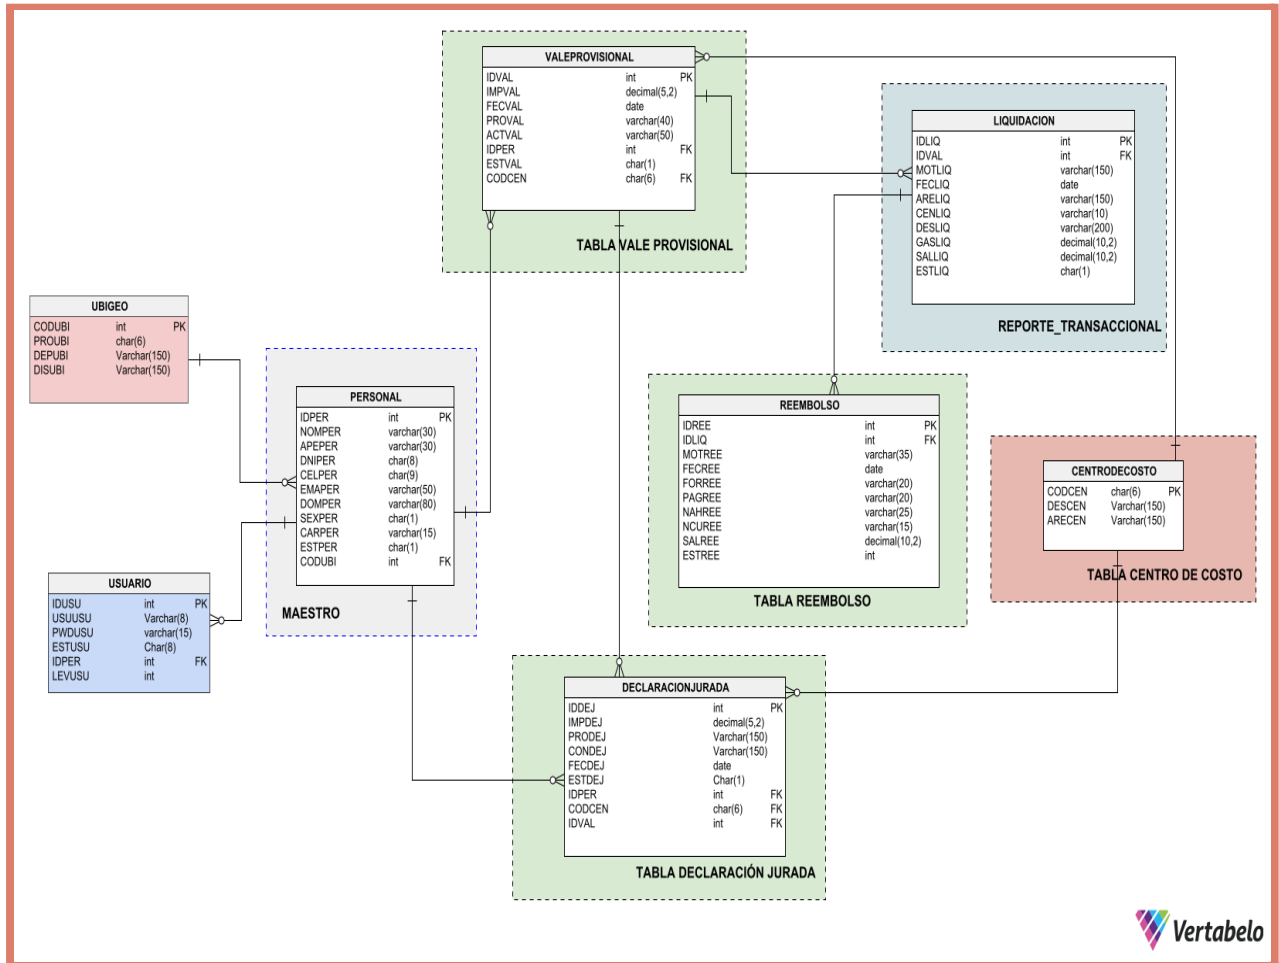 VALEPROVISIONAL
IDVAL int PK
IMPVAL decimal(5,2)
FECVAL date
PROVAL varchar(40)
ACTVAL varchar(50)
IDPER int FK
ESTVAL char(1)
CODCEN char(6) FK
TABLA VALE PROVISIONAL
LIQUIDACION
IDLIQ int PK
IDVAL int FK
MOTLIQ varchar(150)
FECLIQ date
ARELIQ varchar(150)
CENLIQ varchar(10)
DESLIQ varchar(200)
GASLIQ decimal(10,2)
SALLIQ decimal(10,2)
ESTLIQ char(1)
REPORTE_TRANSACCIONAL
UBIGEO
CODUBI int PK
PROUBI char(6)
DEPUBI Varchar(150)
DISUBI Varchar(150)
PERSONAL
IDPER int PK
NOMPER varchar(30)
APEPER varchar(30)
DNIPER char(8)
CELPER char(9)
EMAPER varchar(50)
DOMPER varchar(80)
SEXPER char(1)
CARPER varchar(15)
ESTPER char(1)
CODUBI int FK
MAESTRO
REEMBOLSO
IDREE int PK
IDLIQ int FK
MOTREE varchar(35)
FECREE date
FORREE varchar(20)
PAGREE varchar(20)
NAHREE varchar(25)
NCUREE varchar(15)
SALREE decimal(10,2)
ESTREE int
TABLA REEMBOLSO
CENTRODECOSTO
CODCEN char(6) PK
DESCEN Varchar(150)
ARECEN Varchar(150)
TABLA CENTRO DE COSTO
USUARIO
IDUSU int PK
USUUSU Varchar(8)
PWDUSU varchar(15)
ESTUSU Char(8)
IDPER int FK
LEVUSU int
DECLARACIONJURADA
IDDEJ int PK
IMPDEJ decimal(5,2)
PRODEJ Varchar(150)
CONDEJ Varchar(150)
FECDEJ date
ESTDEJ Char(1)
IDPER int FK
CODCEN char(6) FK
IDVAL int FK
TABLA DECLARACIÓN JURADA
Vertabelo